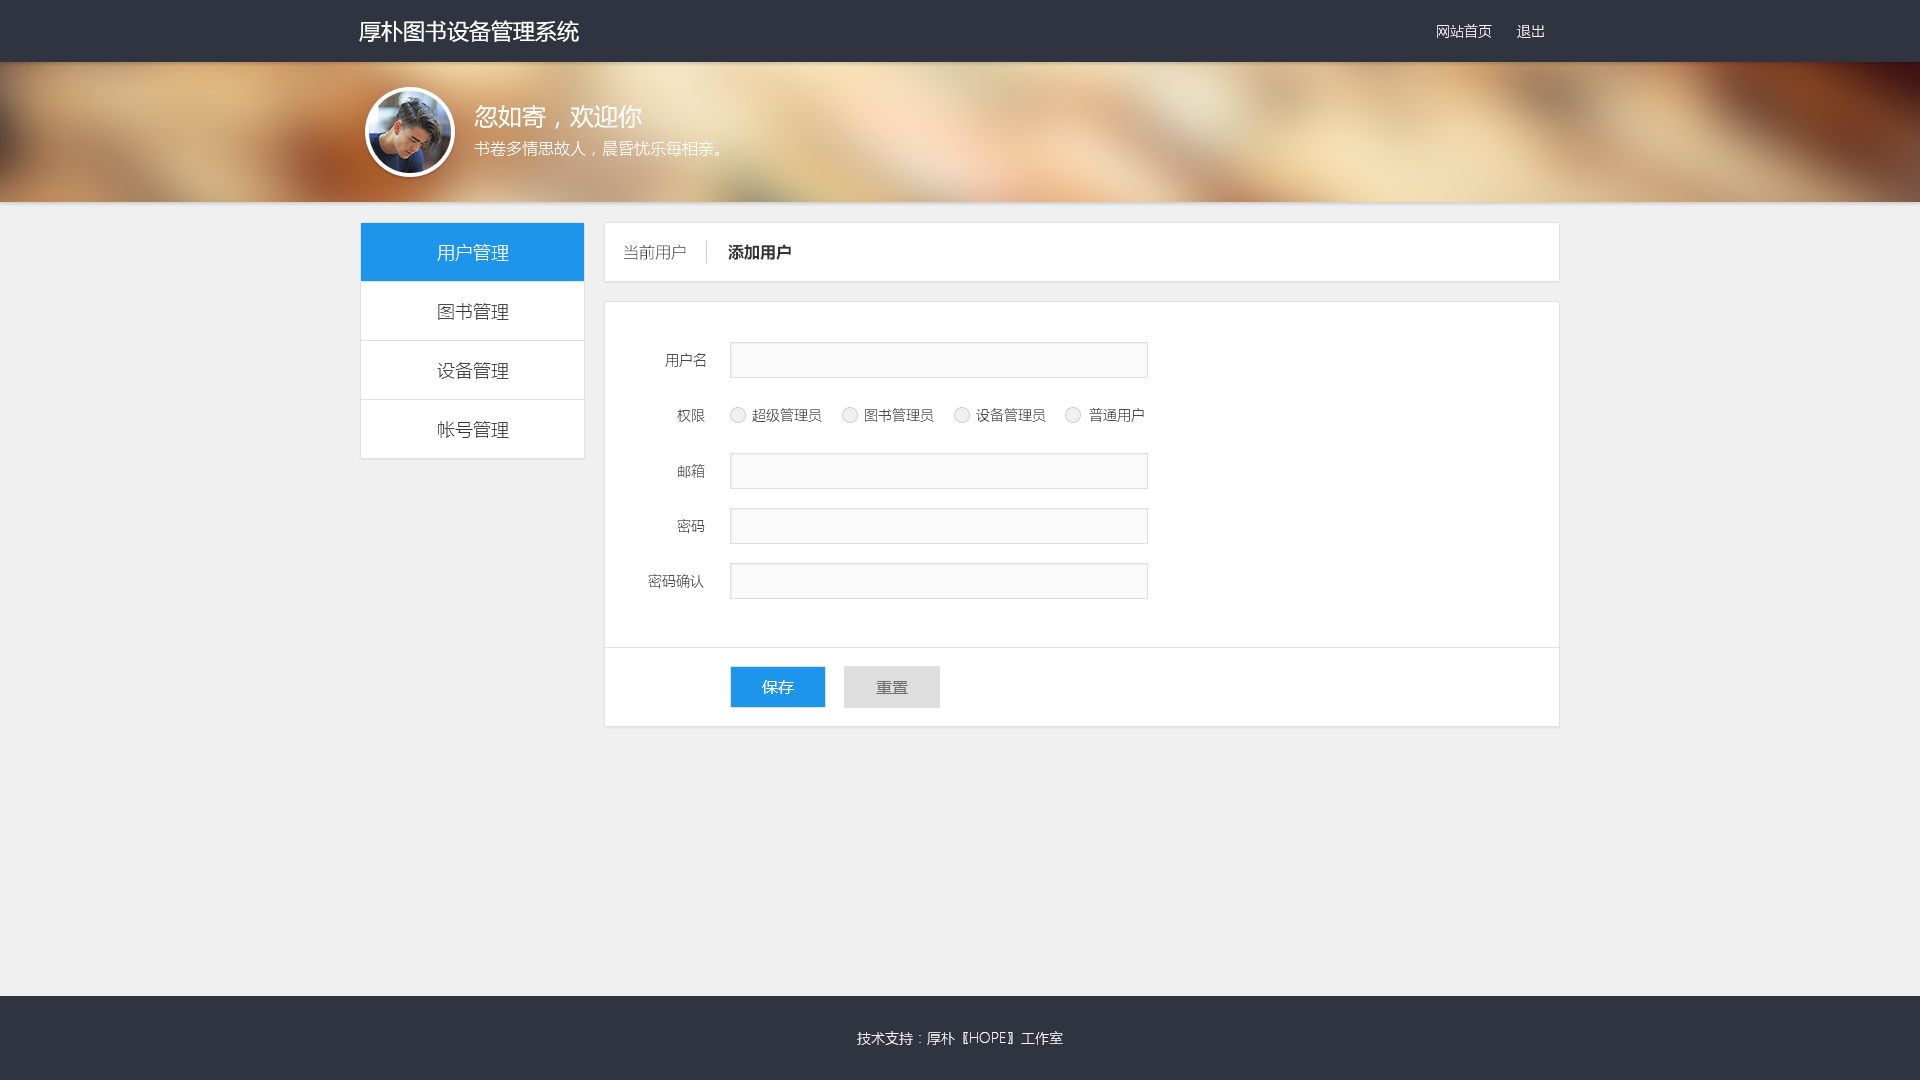 厚朴图书设备管理系统
网站首页 退出
忽如寄，欢迎你
书卷多情思故人，晨昏忧乐每相亲。
用户管理
图书管理
设备管理
帐号管理
当前用户 添加用户
用户名
权限 超级管理员 图书管理员 设备管理员 普通用户
邮箱
密码
密码确认
保存 重置
技术支持：厚朴〖HOPE〗工作室